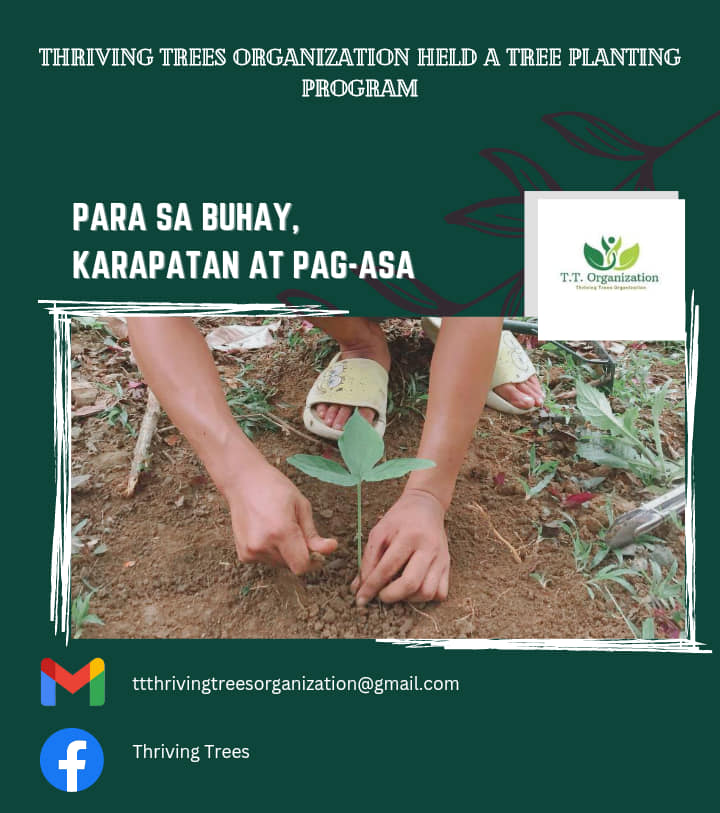 THRIVING TREES ORGANIZATION HELD A TREE PLANTING
PROGRAM
PARA SA BUHAY,
KARAPATAN AT PAG-ASA
T.T. Organization
Thriving Trees Organization
ttthrivingtreesorganization@gmail.com
Thriving Trees